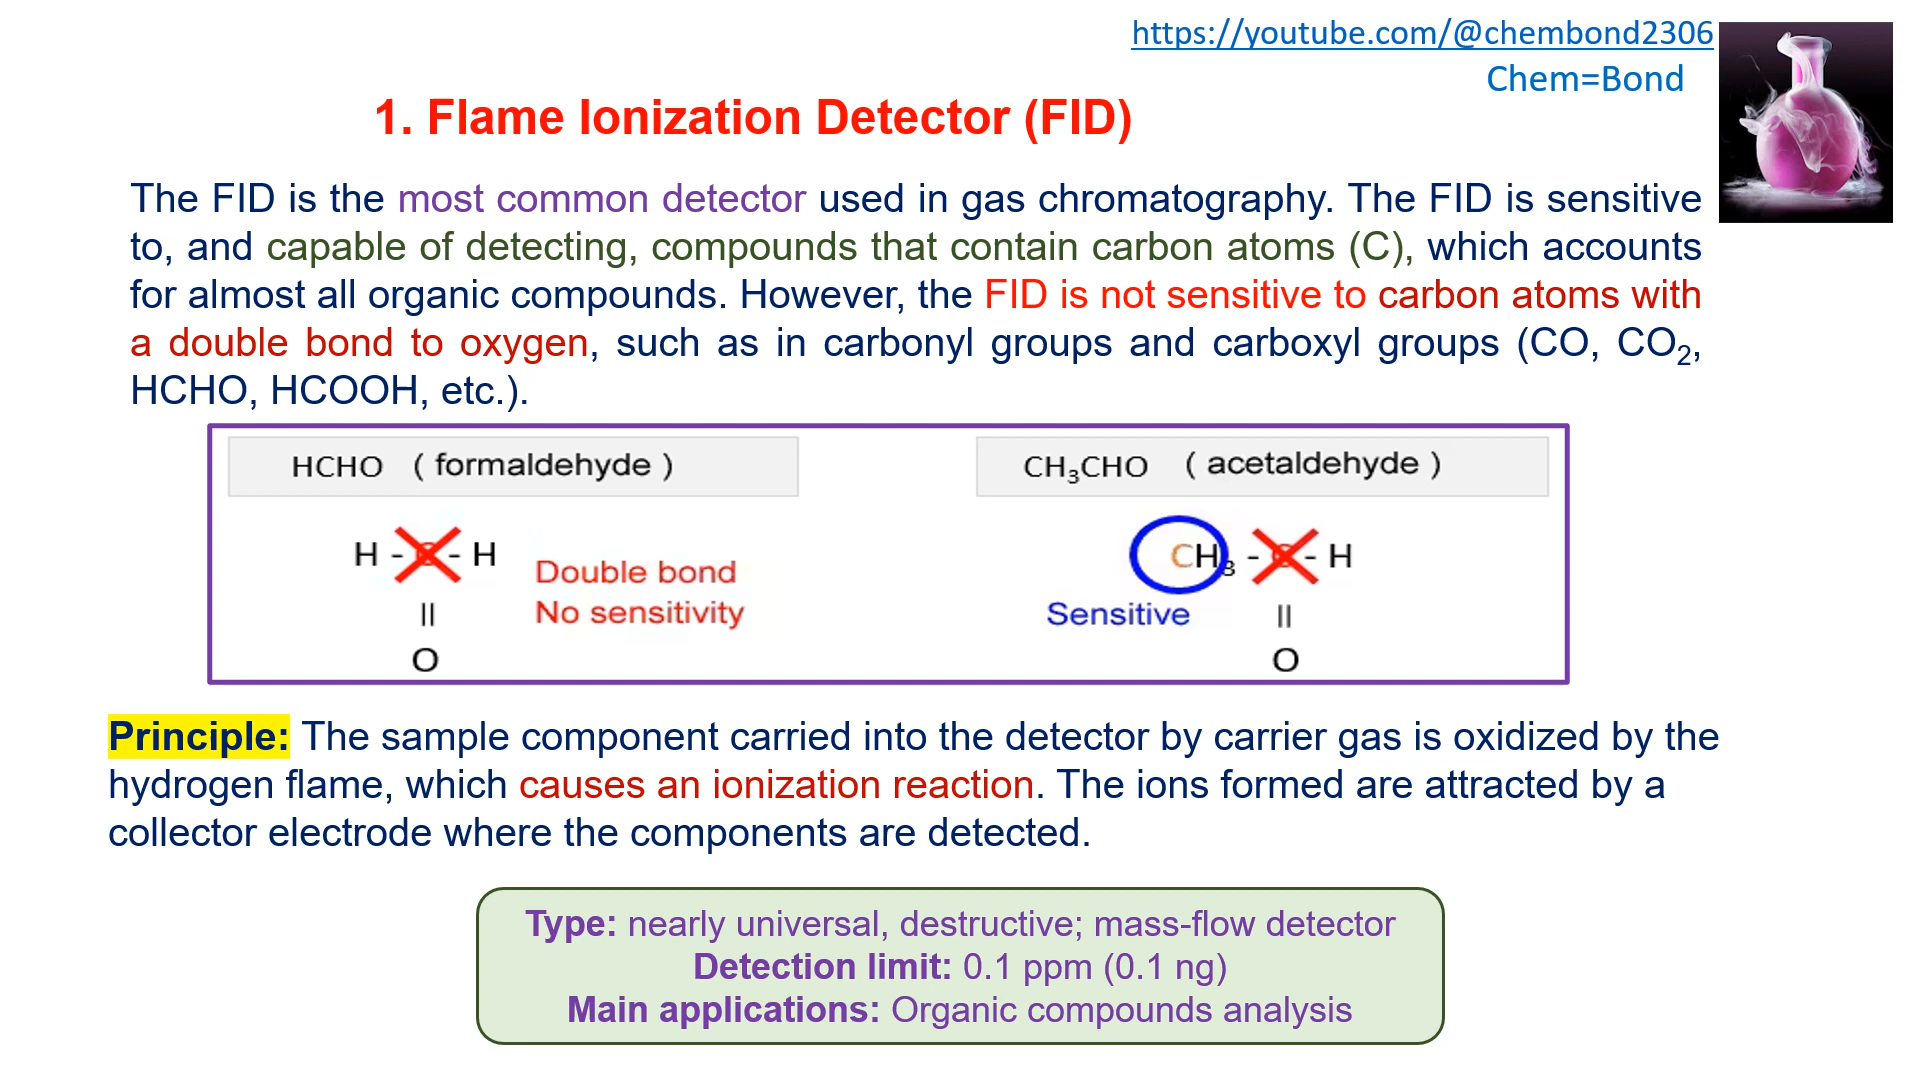 https://youtube.com/@chembond2306
Chem=Bond
1. Flame Ionization Detector (FID)
The FID is the most common detector used in gas chromatography. The FID is sensitive
to, and capable of detecting, compounds that contain carbon atoms (C), which accounts
for almost all organic compounds. However, the FID is not sensitive to carbon atoms with
a double bond to oxygen, such as in carbonyl groups and carboxyl groups (CO, CO₂,
HCHO, HCOOH, etc.).
HCHO ( formaldehyde )
H - C - H
||
O
Double bond
No sensitivity
CH₃CHO ( acetaldehyde )
CH₃ - C - H
Sensitive
||
O
Principle: The sample component carried into the detector by carrier gas is oxidized by the
hydrogen flame, which causes an ionization reaction. The ions formed are attracted by a
collector electrode where the components are detected.
Type: nearly universal, destructive; mass-flow detector
Detection limit: 0.1 ppm (0.1 ng)
Main applications: Organic compounds analysis